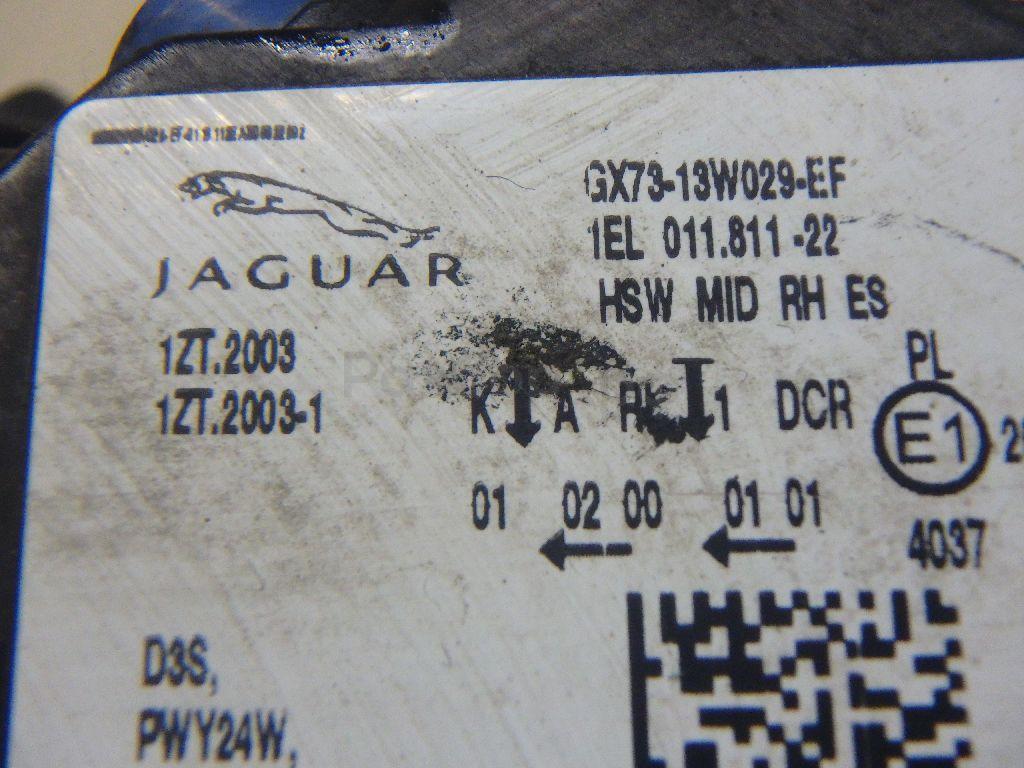 JAGUAR
GX73-13W029-EF
1EL 011.811-22
HSW MID RH ES
1ZT.2003
1ZT.2003-1
K A 1 DCR
PL
E1
01 02 00 01 01
4037
D3S,
PWY24W,